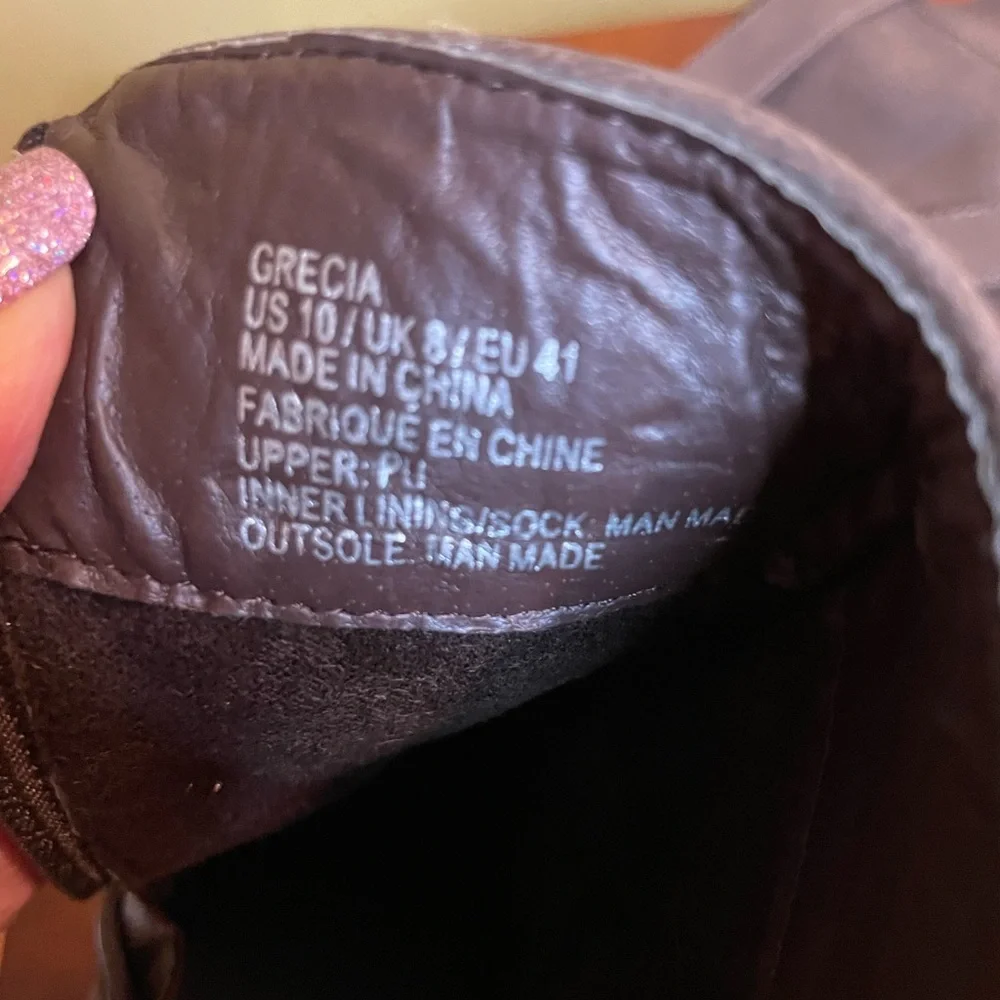 GRECIA
US 10 / UK 8 / EU 41
MADE IN CHINA
FABRIQUÉ EN CHINE
UPPER: PU
INNER LINING/SOCK: MAN MADE
OUTSOLE: MAN MADE